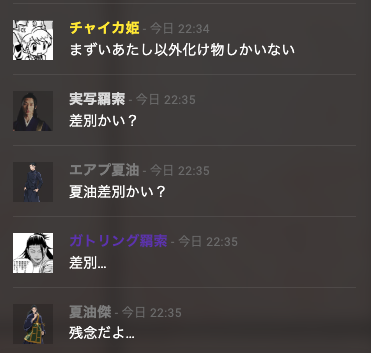 チャイカ姫 - 今日 22:34
まずいあたし以外化け物しかいない
実写羂索 - 今日 22:35
差別かい？
エアプ夏油 - 今日 22:35
夏油差別かい？
ガトリング羂索 - 今日 22:35
差別...
夏油傑 - 今日 22:35
残念だよ...